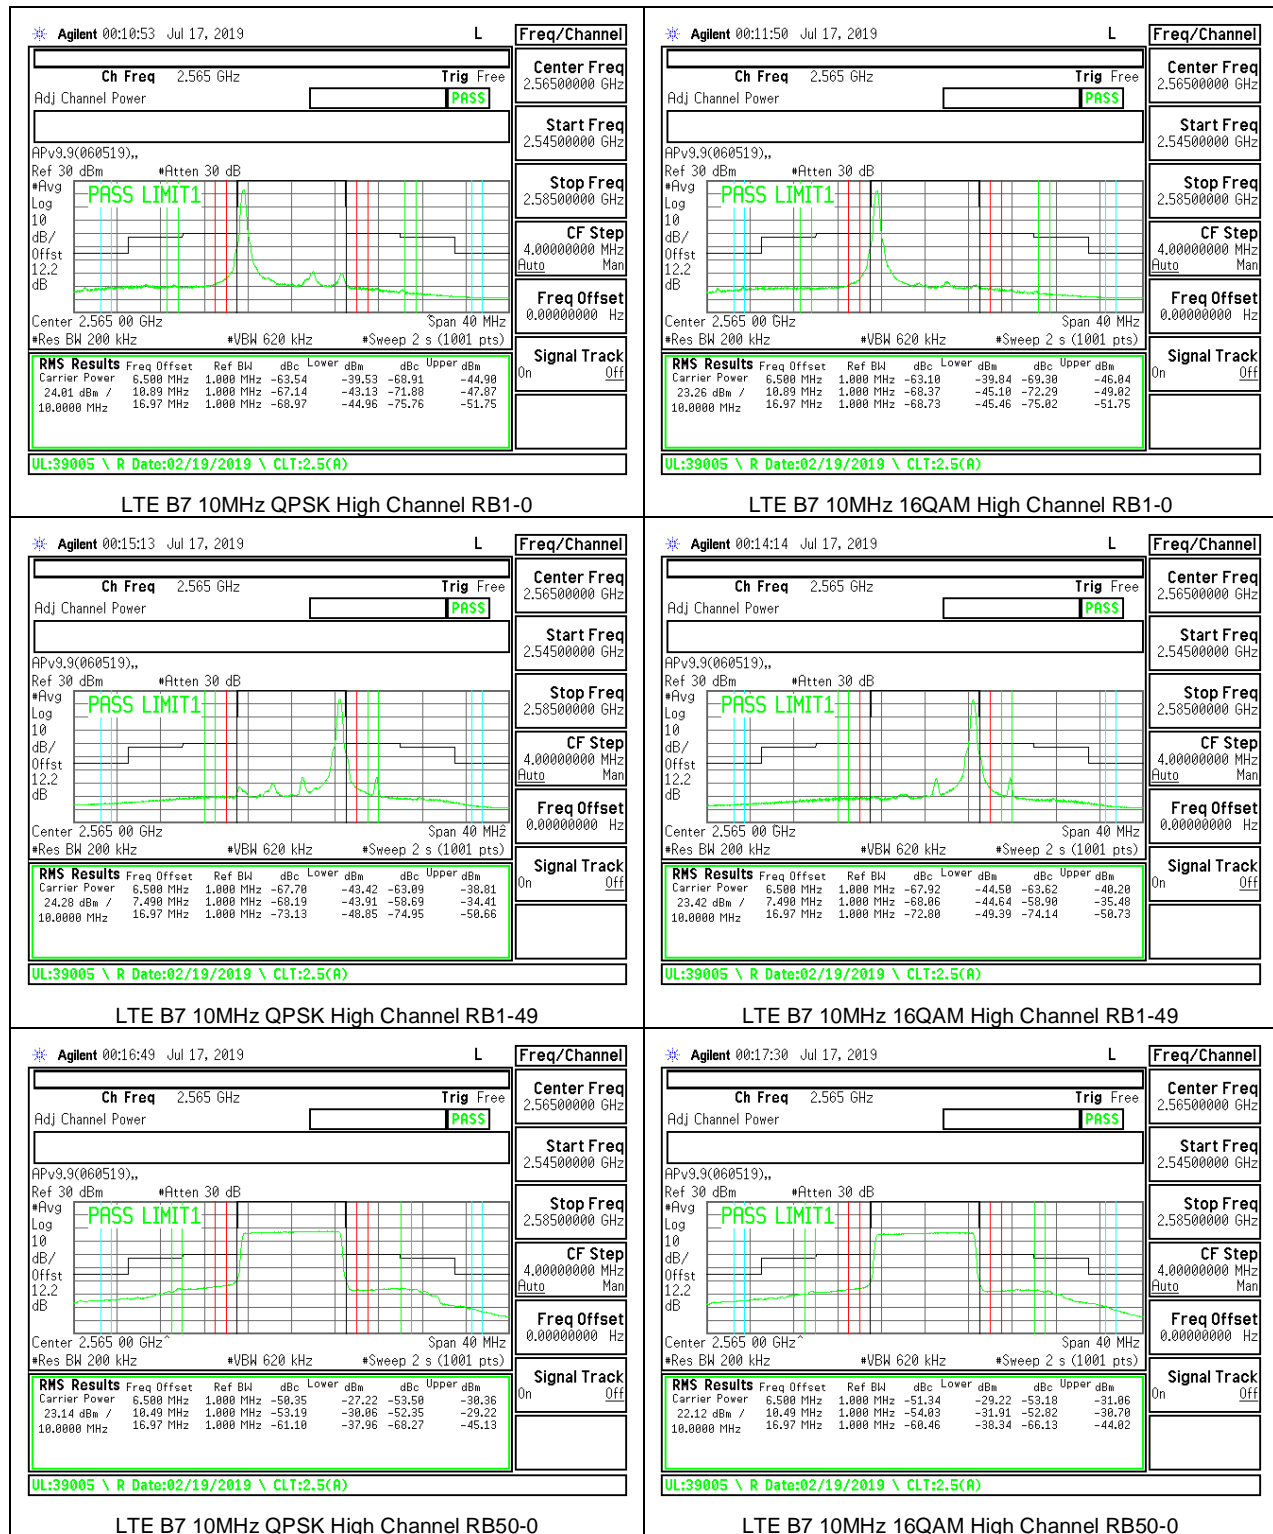 Agilent 00:10:53 Jul 17, 2019 L
Freq/Channel
Ch Freq 2.565 GHz Trig Free
Adj Channel Power PASS
APv9.9(060519),,
Ref 30 dBm #Atten 30 dB
#Avg
Log
10
dB/
Offst
12.2
dB
PASS LIMIT1
Center 2.565 00 GHz Span 40 MHz
#Res BW 200 kHz #VBW 620 kHz #Sweep 2 s (1001 pts)
RMS Results Freq Offset Ref BW dBc Lower dBm dBc Upper dBm
Carrier Power 6.500 MHz 1.000 MHz -63.54 -39.53 -68.91 -44.90
24.01 dBm / 10.89 MHz 1.000 MHz -67.14 -43.13 -71.88 -47.87
10.0000 MHz 16.97 MHz 1.000 MHz -68.97 -44.96 -75.76 -51.75
UL:39005 \ R Date:02/19/2019 \ CLT:2.5(A)
Center Freq
2.56500000 GHz
Start Freq
2.54500000 GHz
Stop Freq
2.58500000 GHz
CF Step
4.00000000 MHz
Auto Man
Freq Offset
0.00000000 Hz
Signal Track
On Off
LTE B7 10MHz QPSK High Channel RB1-0
Agilent 00:11:50 Jul 17, 2019 L
Freq/Channel
Ch Freq 2.565 GHz Trig Free
Adj Channel Power PASS
APv9.9(060519),,
Ref 30 dBm #Atten 30 dB
#Avg
Log
10
dB/
Offst
12.2
dB
PASS LIMIT1
Center 2.565 00 GHz Span 40 MHz
#Res BW 200 kHz #VBW 620 kHz #Sweep 2 s (1001 pts)
RMS Results Freq Offset Ref BW dBc Lower dBm dBc Upper dBm
Carrier Power 6.500 MHz 1.000 MHz -63.10 -39.84 -69.30 -46.04
23.26 dBm / 10.89 MHz 1.000 MHz -68.37 -45.10 -72.29 -49.02
10.0000 MHz 16.97 MHz 1.000 MHz -68.73 -45.46 -75.02 -51.75
UL:39005 \ R Date:02/19/2019 \ CLT:2.5(A)
Center Freq
2.56500000 GHz
Start Freq
2.54500000 GHz
Stop Freq
2.58500000 GHz
CF Step
4.00000000 MHz
Auto Man
Freq Offset
0.00000000 Hz
Signal Track
On Off
LTE B7 10MHz 16QAM High Channel RB1-0
Agilent 00:15:13 Jul 17, 2019 L
Freq/Channel
Ch Freq 2.565 GHz Trig Free
Adj Channel Power PASS
APv9.9(060519),,
Ref 30 dBm #Atten 30 dB
#Avg
Log
10
dB/
Offst
12.2
dB
PASS LIMIT1
Center 2.565 00 GHz Span 40 MHz
#Res BW 200 kHz #VBW 620 kHz #Sweep 2 s (1001 pts)
RMS Results Freq Offset Ref BW dBc Lower dBm dBc Upper dBm
Carrier Power 6.500 MHz 1.000 MHz -67.70 -43.42 -63.09 -38.81
24.28 dBm / 7.490 MHz 1.000 MHz -68.19 -43.91 -58.69 -34.41
10.0000 MHz 16.97 MHz 1.000 MHz -73.13 -48.85 -74.95 -50.66
UL:39005 \ R Date:02/19/2019 \ CLT:2.5(A)
Center Freq
2.56500000 GHz
Start Freq
2.54500000 GHz
Stop Freq
2.58500000 GHz
CF Step
4.00000000 MHz
Auto Man
Freq Offset
0.00000000 Hz
Signal Track
On Off
LTE B7 10MHz QPSK High Channel RB1-49
Agilent 00:14:14 Jul 17, 2019 L
Freq/Channel
Ch Freq 2.565 GHz Trig Free
Adj Channel Power PASS
APv9.9(060519),,
Ref 30 dBm #Atten 30 dB
#Avg
Log
10
dB/
Offst
12.2
dB
PASS LIMIT1
Center 2.565 00 GHz Span 40 MHz
#Res BW 200 kHz #VBW 620 kHz #Sweep 2 s (1001 pts)
RMS Results Freq Offset Ref BW dBc Lower dBm dBc Upper dBm
Carrier Power 6.500 MHz 1.000 MHz -67.92 -44.50 -63.62 -40.20
23.42 dBm / 7.490 MHz 1.000 MHz -68.06 -44.64 -58.90 -35.48
10.0000 MHz 16.97 MHz 1.000 MHz -72.80 -49.39 -74.14 -50.73
UL:39005 \ R Date:02/19/2019 \ CLT:2.5(A)
Center Freq
2.56500000 GHz
Start Freq
2.54500000 GHz
Stop Freq
2.58500000 GHz
CF Step
4.00000000 MHz
Auto Man
Freq Offset
0.00000000 Hz
Signal Track
On Off
LTE B7 10MHz 16QAM High Channel RB1-49
Agilent 00:16:49 Jul 17, 2019 L
Freq/Channel
Ch Freq 2.565 GHz Trig Free
Adj Channel Power PASS
APv9.9(060519),,
Ref 30 dBm #Atten 30 dB
#Avg
Log
10
dB/
Offst
12.2
dB
PASS LIMIT1
Center 2.565 00 GHz Span 40 MHz
#Res BW 200 kHz #VBW 620 kHz #Sweep 2 s (1001 pts)
RMS Results Freq Offset Ref BW dBc Lower dBm dBc Upper dBm
Carrier Power 6.500 MHz 1.000 MHz -50.35 -27.22 -53.50 -30.36
23.14 dBm / 10.49 MHz 1.000 MHz -53.19 -30.06 -52.35 -29.22
10.0000 MHz 16.97 MHz 1.000 MHz -61.10 -37.96 -68.27 -45.13
UL:39005 \ R Date:02/19/2019 \ CLT:2.5(A)
Center Freq
2.56500000 GHz
Start Freq
2.54500000 GHz
Stop Freq
2.58500000 GHz
CF Step
4.00000000 MHz
Auto Man
Freq Offset
0.00000000 Hz
Signal Track
On Off
LTE B7 10MHz QPSK High Channel RB50-0
Agilent 00:17:30 Jul 17, 2019 L
Freq/Channel
Ch Freq 2.565 GHz Trig Free
Adj Channel Power PASS
APv9.9(060519),,
Ref 30 dBm #Atten 30 dB
#Avg
Log
10
dB/
Offst
12.2
dB
PASS LIMIT1
Center 2.565 00 GHz Span 40 MHz
#Res BW 200 kHz #VBW 620 kHz #Sweep 2 s (1001 pts)
RMS Results Freq Offset Ref BW dBc Lower dBm dBc Upper dBm
Carrier Power 6.500 MHz 1.000 MHz -51.34 -29.22 -53.18 -31.06
22.12 dBm / 10.49 MHz 1.000 MHz -54.03 -31.91 -52.82 -30.70
10.0000 MHz 16.97 MHz 1.000 MHz -60.46 -38.34 -66.13 -44.02
UL:39005 \ R Date:02/19/2019 \ CLT:2.5(A)
Center Freq
2.56500000 GHz
Start Freq
2.54500000 GHz
Stop Freq
2.58500000 GHz
CF Step
4.00000000 MHz
Auto Man
Freq Offset
0.00000000 Hz
Signal Track
On Off
LTE B7 10MHz 16QAM High Channel RB50-0